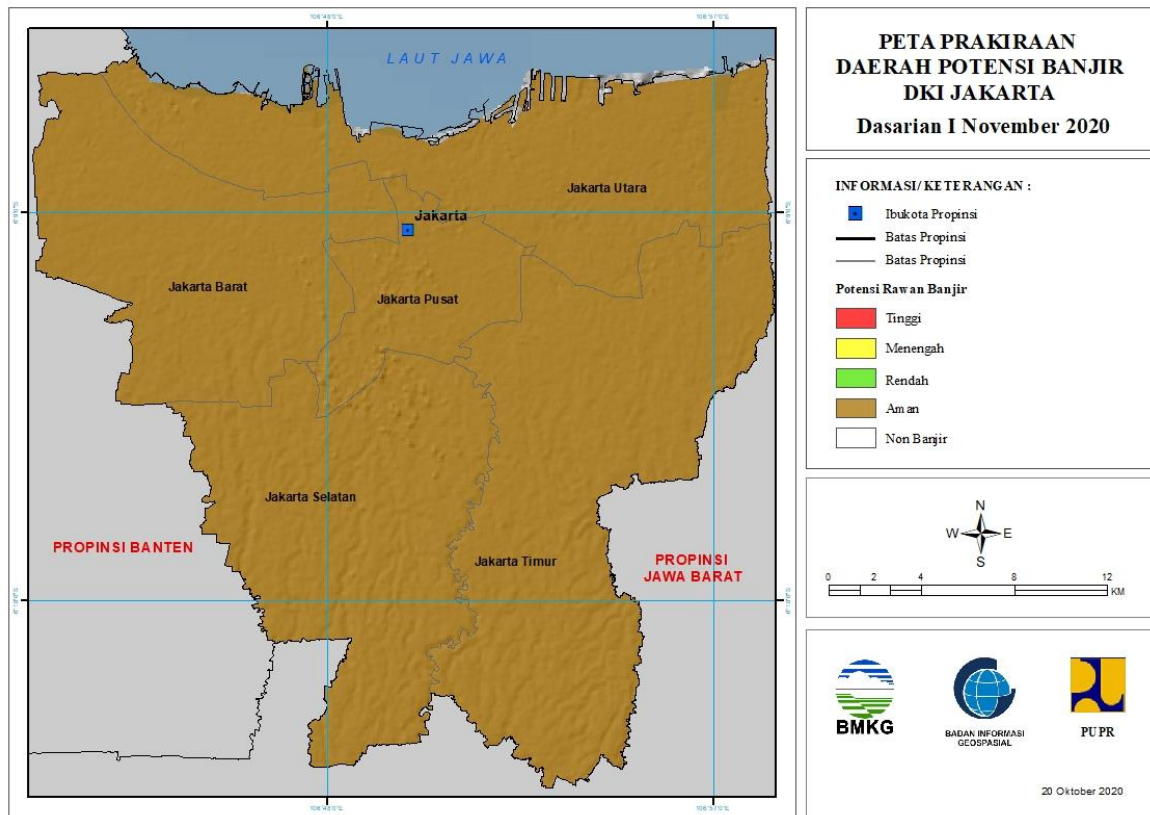 PETA PRAKIRAAN
DAERAH POTENSI BANJIR
DKI JAKARTA
Dasarian I November 2020
INFORMASI/KETERANGAN :
Ibukota Propinsi
Batas Propinsi
Batas Propinsi
Potensi Rawan Banjir
Tinggi
Menengah
Rendah
Aman
Non Banjir
N
W E
S
0 2 4 8 12
KM
BMKG
BADAN INFORMASI
GEOSPASIAL
PUPR
20 Oktober 2020
LAUT JAWA
Jakarta Utara
Jakarta
Jakarta Barat
Jakarta Pusat
Jakarta Selatan
Jakarta Timur
PROPINSI BANTEN
PROPINSI
JAWA BARAT